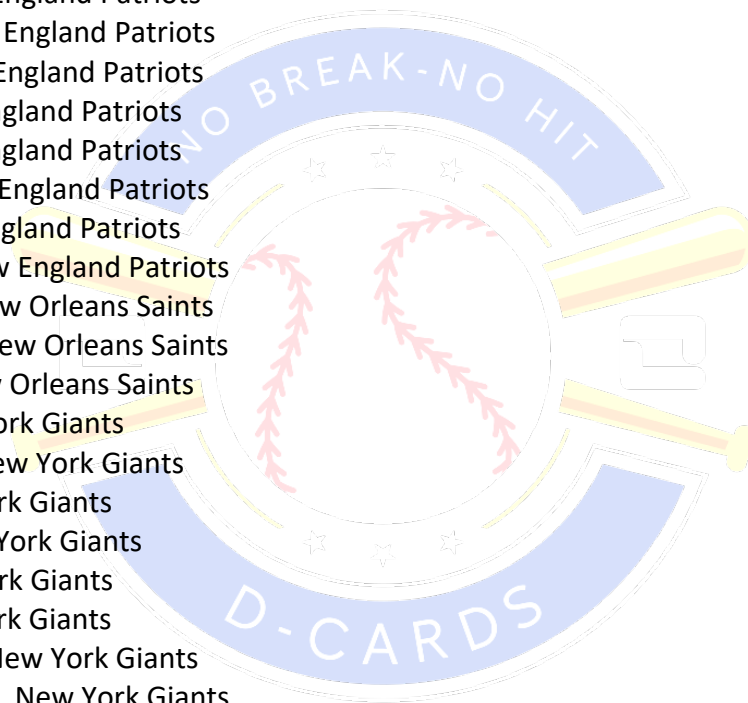 England Patriots
England Patriots
England Patriots
gland Patriots
gland Patriots
England Patriots
gland Patriots
w England Patriots
ew Orleans Saints
ew Orleans Saints
Orleans Saints
ork Giants
ew York Giants
rk Giants
York Giants
rk Giants
rk Giants
New York Giants
New York Giants
NO BREAK-NO HIT
D-CARDS